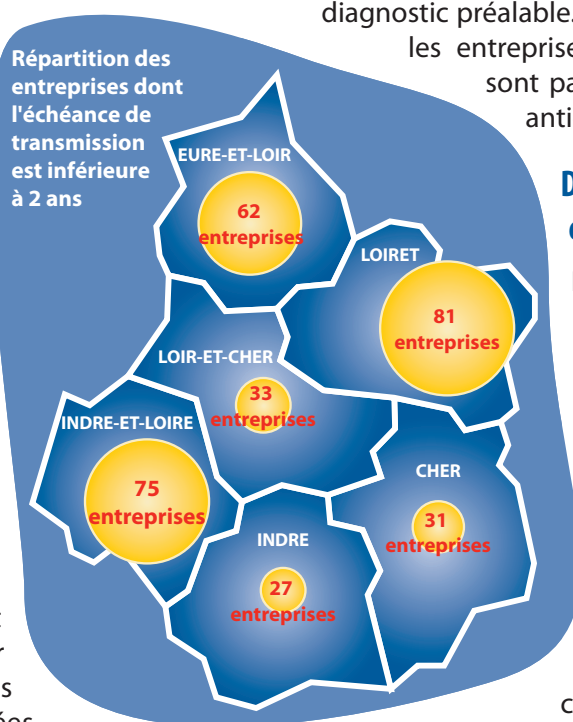 diagnostic préalable.
les entreprise
sont pa
anti
Répartition des
entreprises dont
l'échéance de
transmission
est inférieure
à 2 ans
EURE-ET-LOIR
62
entreprises
LOIRET
81
entreprises
LOIR-ET-CHER
33
entreprises
INDRE-ET-LOIRE
75
entreprises
CHER
31
entreprises
INDRE
27
entreprises
D
r
s
ées
c